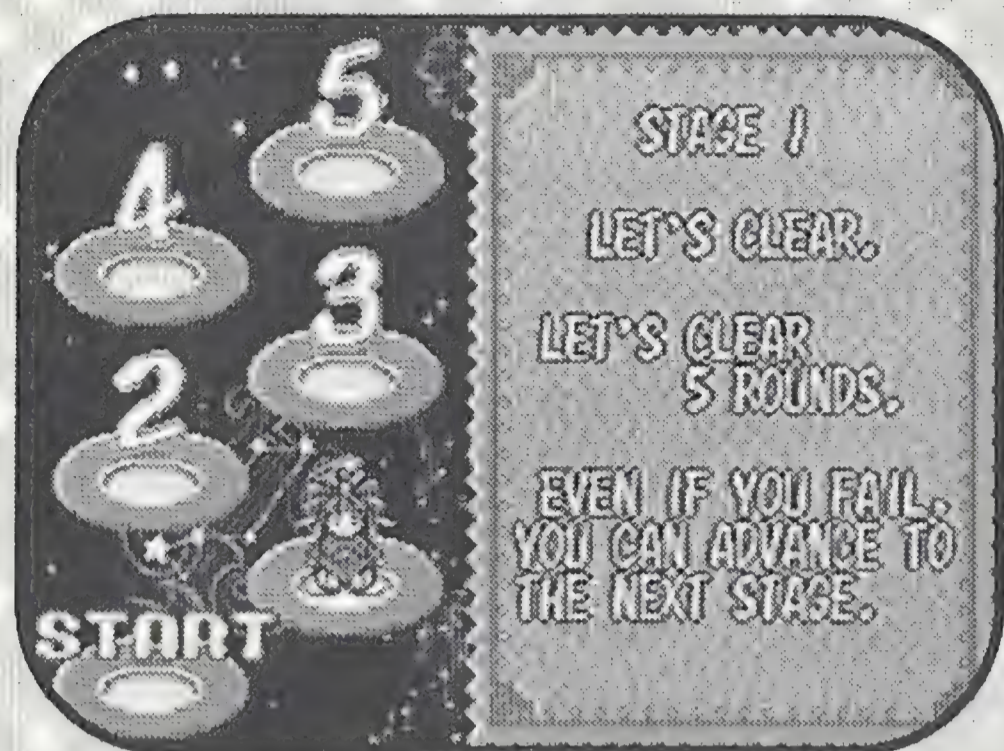 5
4
3
2
START
STAGE 1
LET'S CLEAR.
LET'S CLEAR
5 ROUNDS.
EVEN IF YOU FAIL.
YOU CAN ADVANCE TO
THE NEXT STAGE.